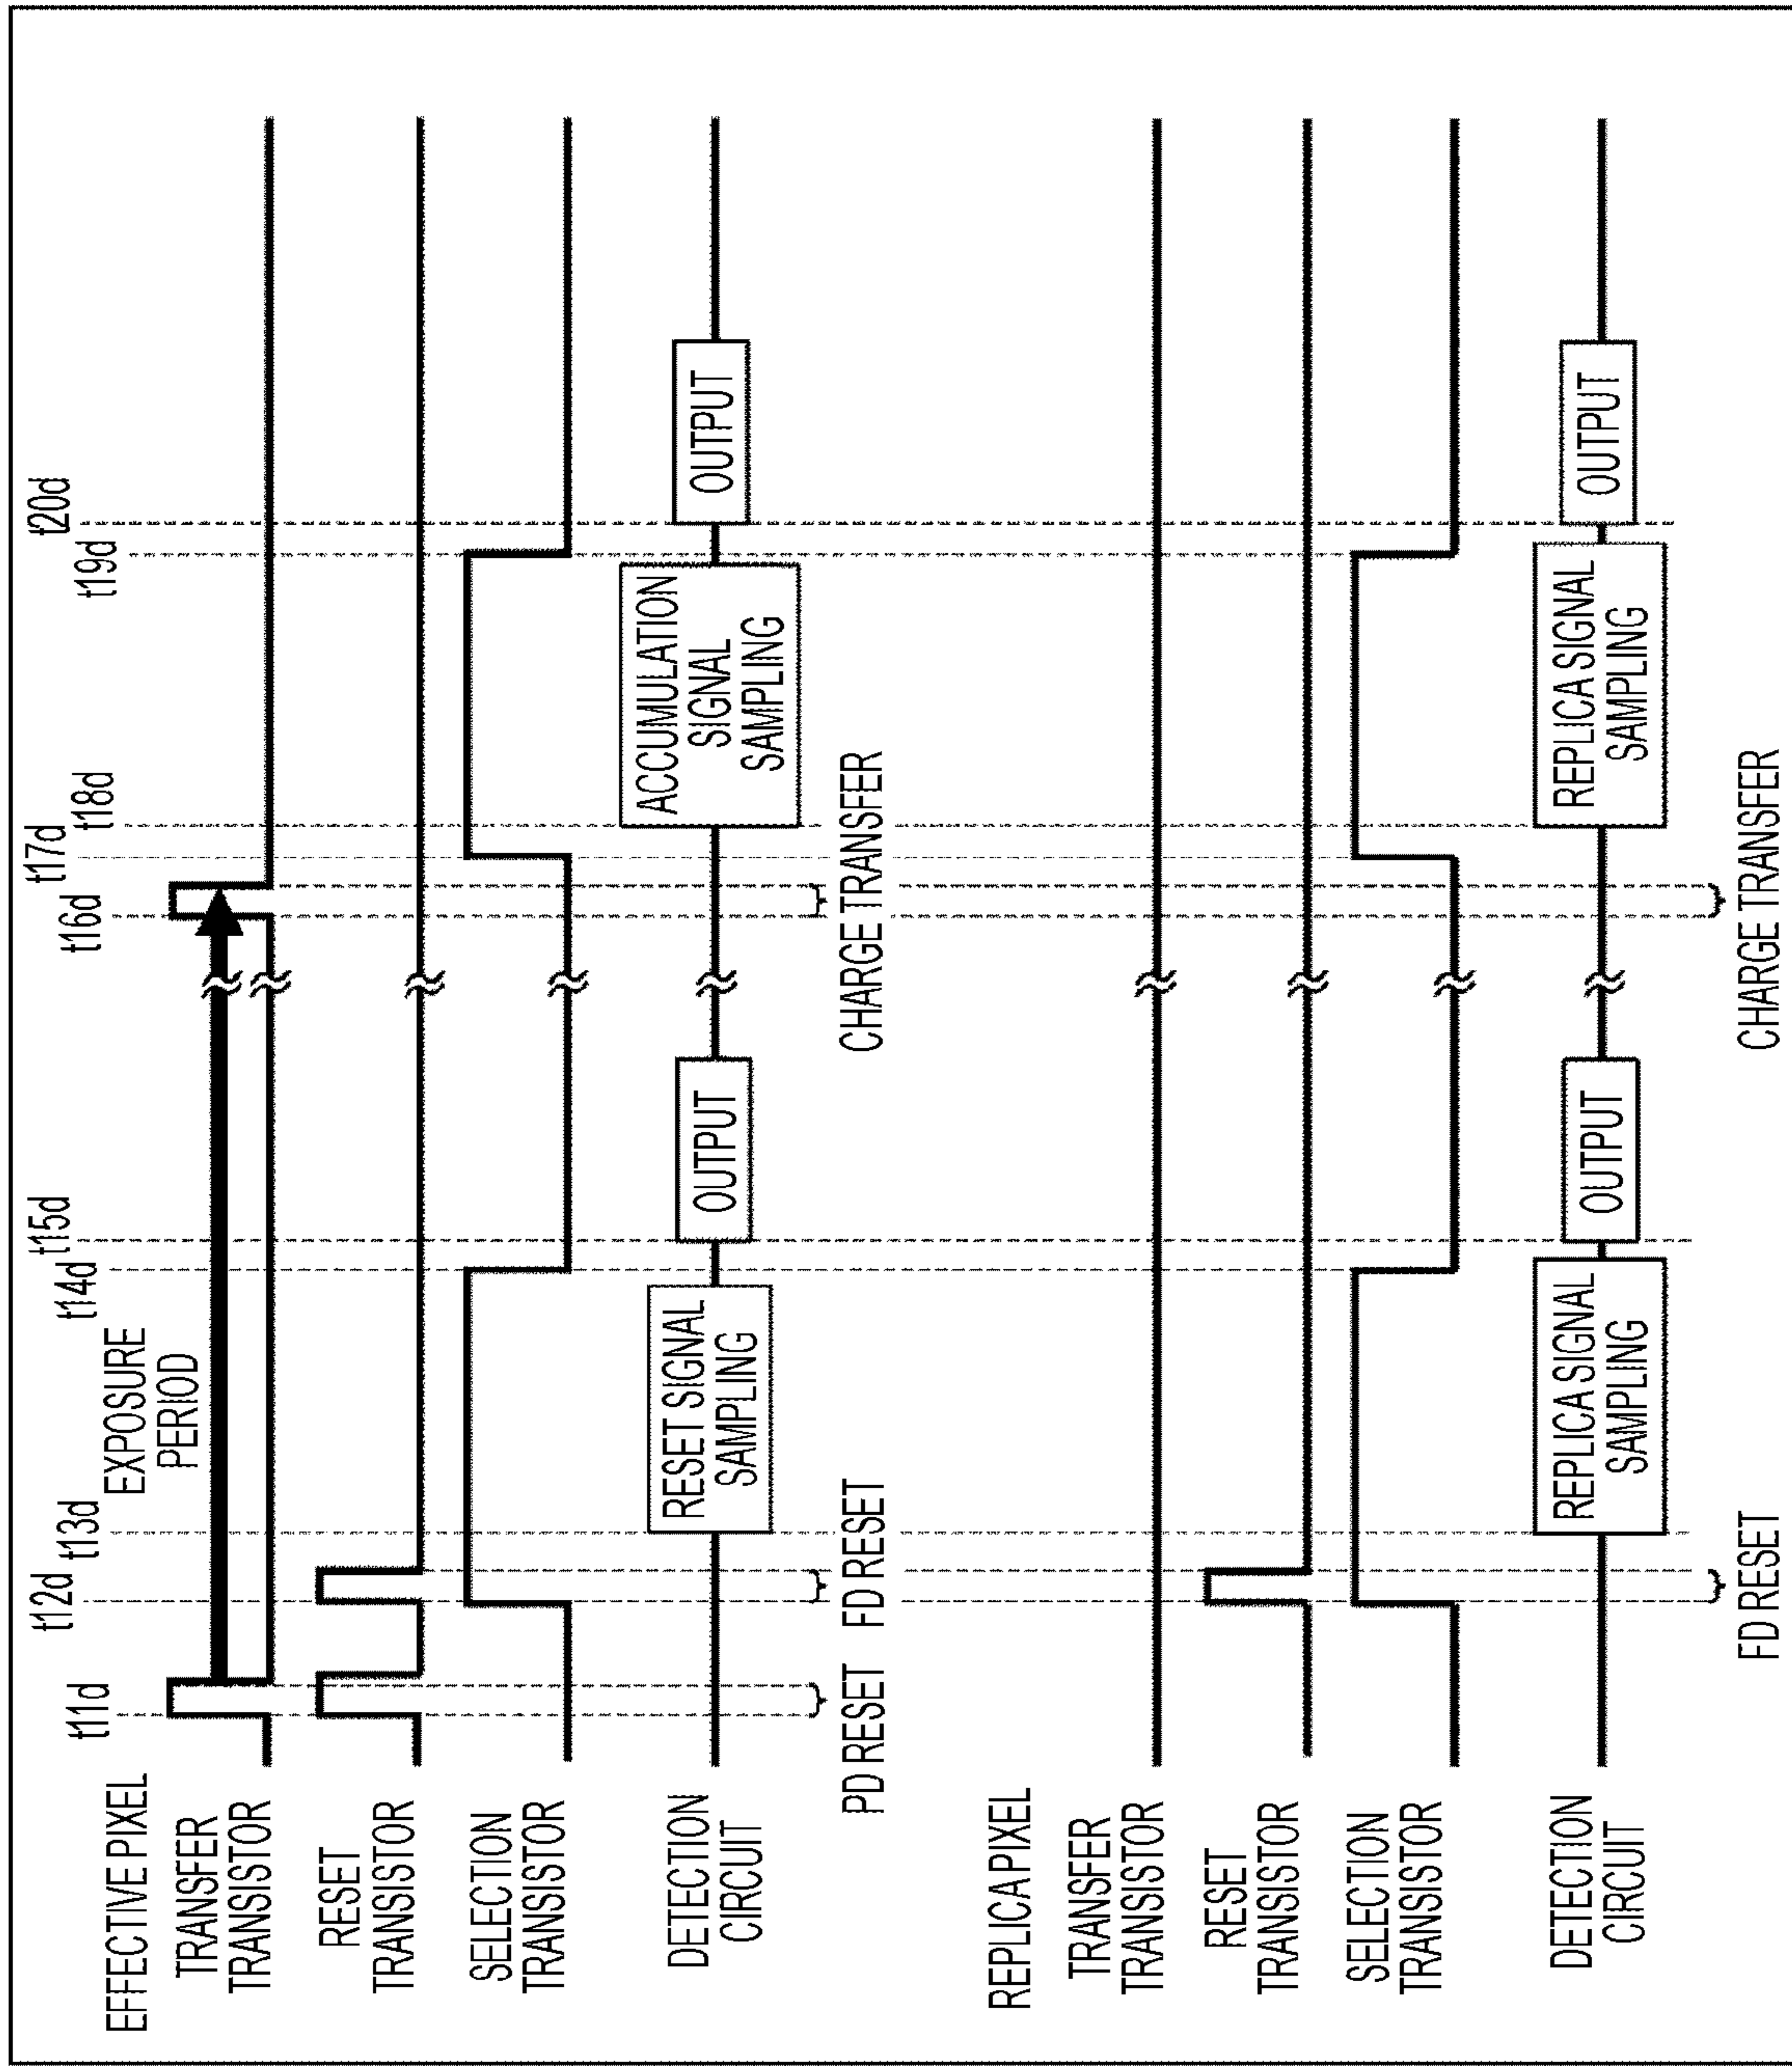 t11d
t12d
t13d
t14d
t15d
t16d
t17d
t18d
t19d
t20d
EXPOSURE
PERIOD
EFFECTIVE PIXEL
TRANSFER
TRANSISTOR
RESET
TRANSISTOR
SELECTION
TRANSISTOR
DETECTION
CIRCUIT
RESET SIGNAL
SAMPLING
OUTPUT
ACCUMULATION
SIGNAL
SAMPLING
OUTPUT
PD RESET
FD RESET
CHARGE TRANSFER
REPLICA PIXEL
TRANSFER
TRANSISTOR
RESET
TRANSISTOR
SELECTION
TRANSISTOR
DETECTION
CIRCUIT
REPLICA SIGNAL
SAMPLING
OUTPUT
REPLICA SIGNAL
SAMPLING
OUTPUT
FD RESET
CHARGE TRANSFER